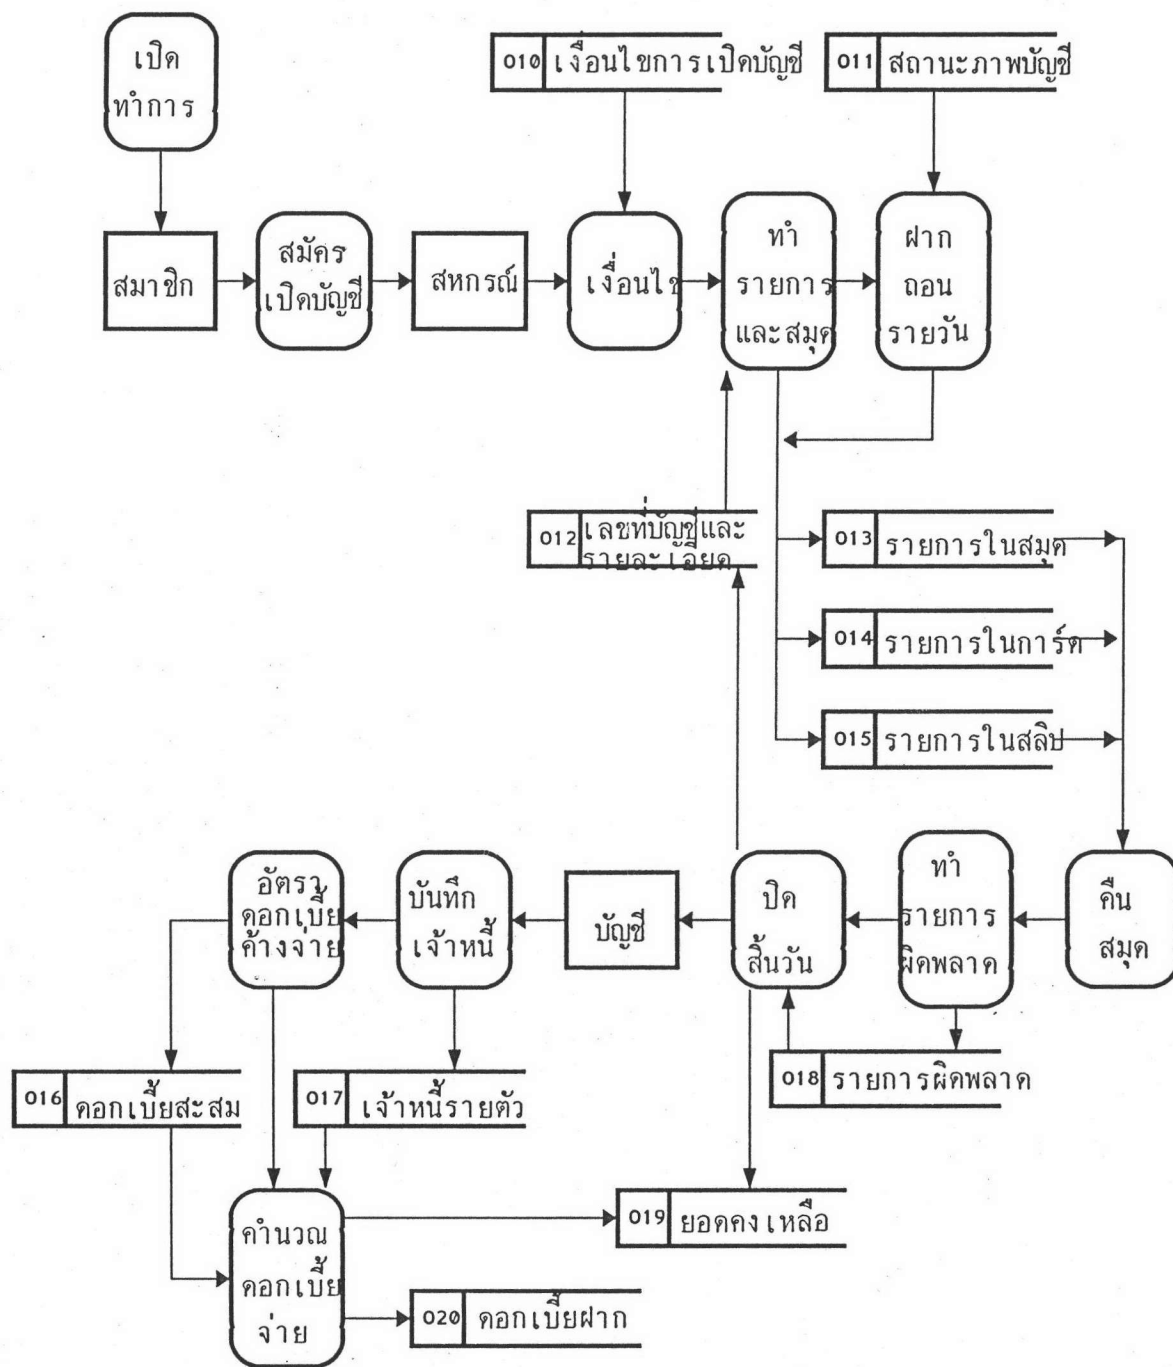 เปิด
ทำการ
010 เงื่อนไขการเปิดบัญชี
011 สถานะภาพบัญชี
สมาชิก
สมัคร
เปิดบัญชี
สหกรณ์
เงื่อนไข
ทำ
รายการ
และสมุด
ฝาก
ถอน
รายวัน
012 เลขที่บัญชีและ
รายละเอียด
013 รายการในสมุด
014 รายการในการ์ด
015 รายการในสลิป
อัตรา
ดอกเบี้ย
ค้างจ่าย
บันทึก
เจ้าหนี้
บัญชี
ปิด
สิ้นวัน
ทำ
รายการ
ผิดพลาด
คืน
สมุด
016 ดอกเบี้ยสะสม
017 เจ้าหนี้รายตัว
018 รายการผิดพลาด
คำนวณ
ดอกเบี้ย
จ่าย
019 ยอดคงเหลือ
020 ดอกเบี้ยฝาก